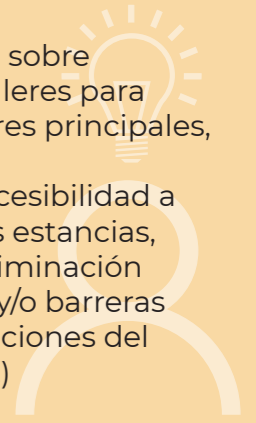 sobre
leres para
res principales,
cesibilidad a
s estancias,
iminación
y/o barreras
ciones del
)